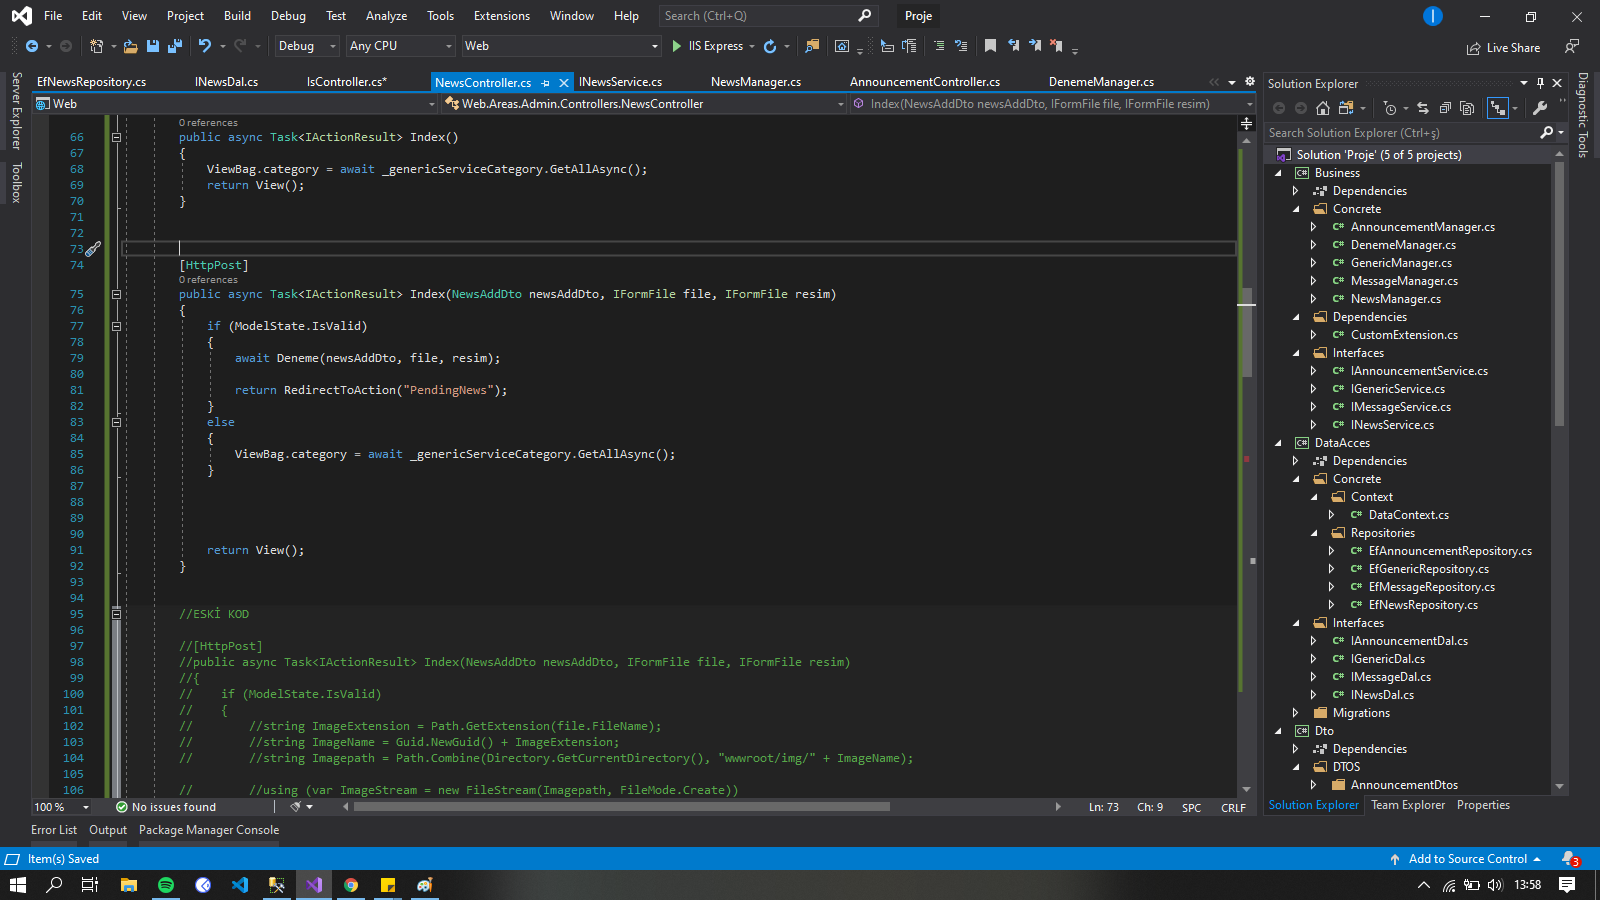 File Edit View Project Build Debug Test Analyze Tools Extensions Window Help Search (Ctrl+Q) Proje
Debug Any CPU Web IIS Express Live Share
Server Explorer
Toolbox
EfNewsRepository.cs INewsDal.cs IsController.cs* NewsController.cs INewsService.cs NewsManager.cs AnnouncementController.cs DenemeManager.cs
Web Web.Areas.Admin.Controllers.NewsController Index(NewsAddDto newsAddDto, IFormFile file, IFormFile resim)
0 references
66 public async Task<IActionResult> Index()
67 {
68 ViewBag.category = await _genericServiceCategory.GetAllAsync();
69 return View();
70 }
71
72
73
74 [HttpPost]
0 references
75 public async Task<IActionResult> Index(NewsAddDto newsAddDto, IFormFile file, IFormFile resim)
76 {
77 if (ModelState.IsValid)
78 {
79 await Deneme(newsAddDto, file, resim);
80
81 return RedirectToAction("PendingNews");
82 }
83 else
84 {
85 ViewBag.category = await _genericServiceCategory.GetAllAsync();
86 }
87
88
89
90
91 return View();
92 }
93
94
95 //ESKİ KOD
96
97 //[HttpPost]
98 //public async Task<IActionResult> Index(NewsAddDto newsAddDto, IFormFile file, IFormFile resim)
99 //{
100 // if (ModelState.IsValid)
101 // {
102 // //string ImageExtension = Path.GetExtension(file.FileName);
103 // //string ImageName = Guid.NewGuid() + ImageExtension;
104 // //string Imagepath = Path.Combine(Directory.GetCurrentDirectory(), "wwwroot/img/" + ImageName);
105
106 // //using (var ImageStream = new FileStream(Imagepath, FileMode.Create))
100 % No issues found Ln: 73 Ch: 9 SPC CRLF
Solution Explorer
Search Solution Explorer (Ctrl+ş)
Solution 'Proje' (5 of 5 projects)
C# Business
Dependencies
Concrete
C# AnnouncementManager.cs
C# DenemeManager.cs
C# GenericManager.cs
C# MessageManager.cs
C# NewsManager.cs
Dependencies
C# CustomExtension.cs
Interfaces
C# IAnnouncementService.cs
C# IGenericService.cs
C# IMessageService.cs
C# INewsService.cs
C# DataAcces
Dependencies
Concrete
Context
C# DataContext.cs
Repositories
C# EfAnnouncementRepository.cs
C# EfGenericRepository.cs
C# EfMessageRepository.cs
C# EfNewsRepository.cs
Interfaces
C# IAnnouncementDal.cs
C# IGenericDal.cs
C# IMessageDal.cs
C# INewsDal.cs
Migrations
C# Dto
Dependencies
DTOS
AnnouncementDtos
Solution Explorer Team Explorer Properties
Diagnostic Tools
Error List Output Package Manager Console
Item(s) Saved Add to Source Control 3
13:58